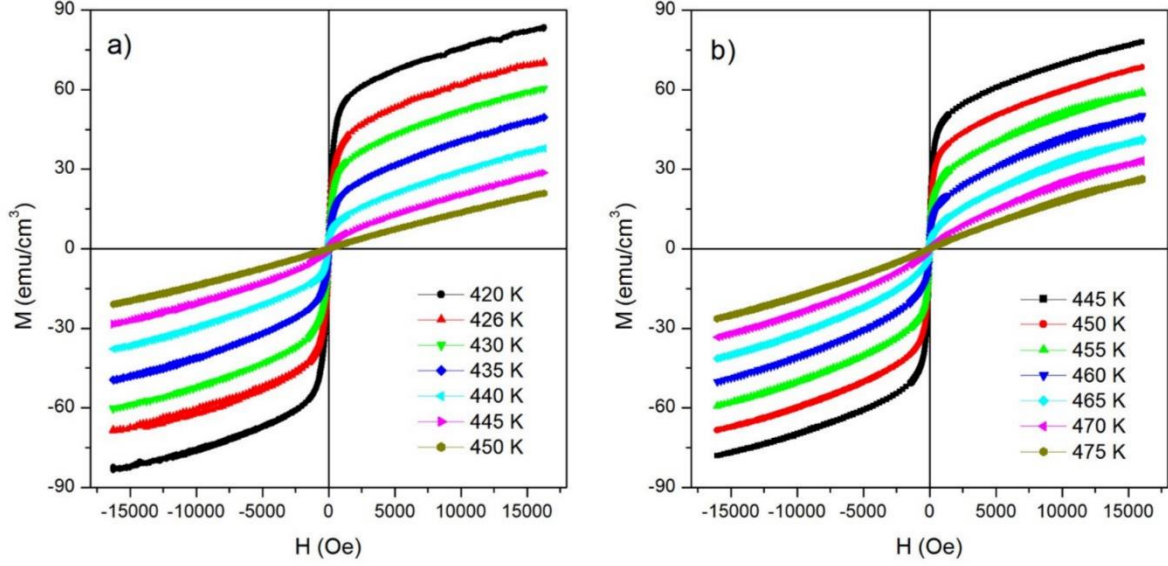 a)
M (emu/cm³)
90
60
30
0
-30
-60
-90
420 K
426 K
430 K
435 K
440 K
445 K
450 K
-15000 -10000 -5000 0 5000 10000 15000
H (Oe)
b)
M (emu/cm³)
90
60
30
0
-30
-60
-90
445 K
450 K
455 K
460 K
465 K
470 K
475 K
-15000 -10000 -5000 0 5000 10000 15000
H (Oe)